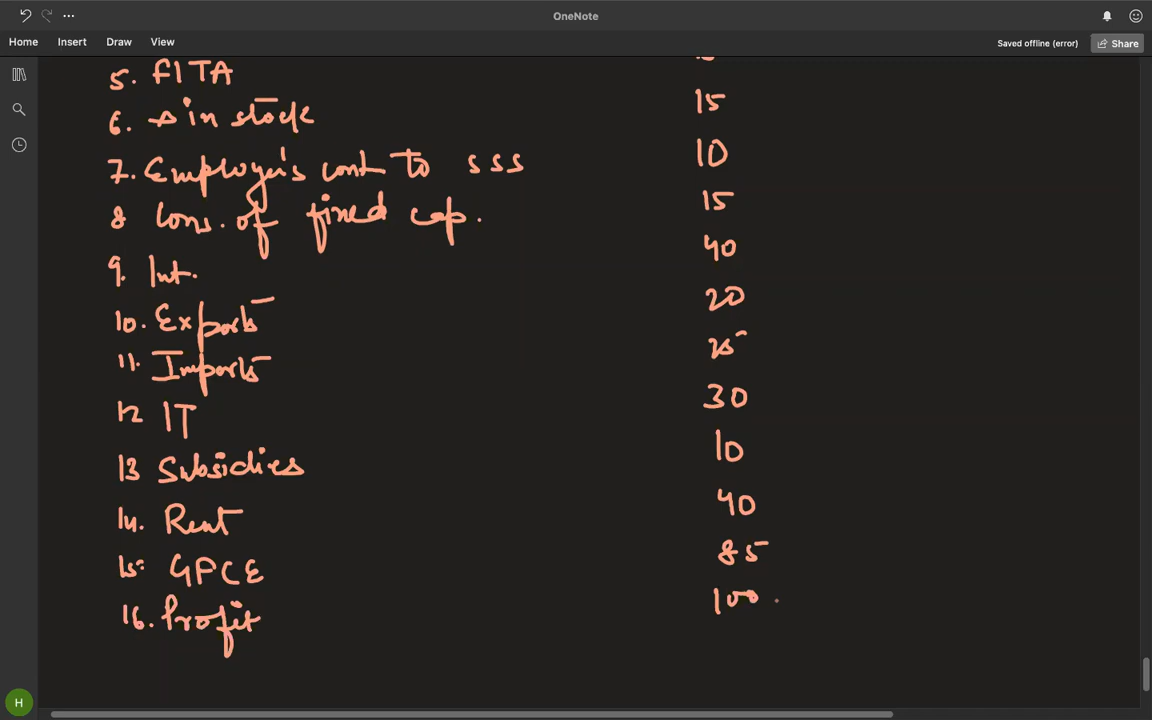 OneNote
Home Insert Draw View Saved offline (error) Share
5. FITA
6. Δ in stock 15
7. Employer's cont to SSS 10
8 Cons. of fixed cap. 15
9. Int. 40
10. Exports 20
11. Imports 25
12 IT 30
13 Subsidies 10
14. Rent 40
15. GPCE 85
16. Profit 100
H